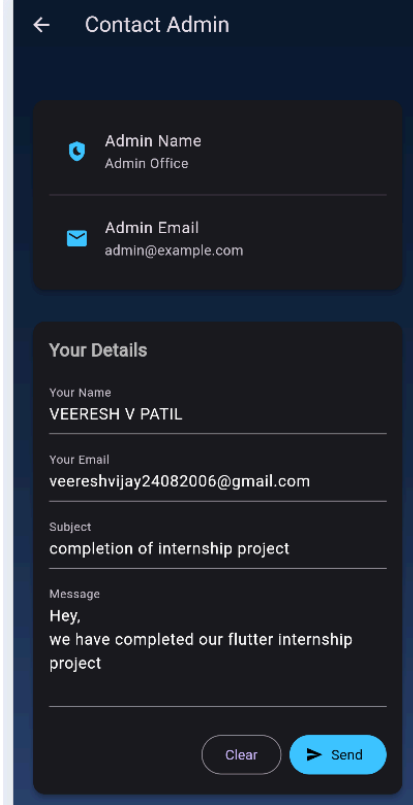 Contact Admin
Admin Name
Admin Office
Admin Email
admin@example.com
Your Details
Your Name
VEERESH V PATIL
Your Email
veereshvijay24082006@gmail.com
Subject
completion of internship project
Message
Hey,
we have completed our flutter internship
project
Clear
Send